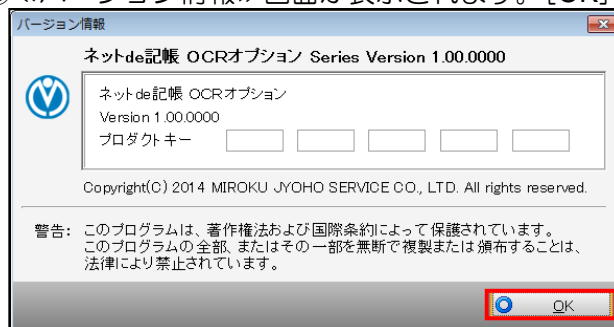 バージョン情報
ネットde記帳 OCRオプション Series Version 1.00.0000
ネットde記帳 OCRオプション
Version 1.00.0000
プロダクトキー
Copyright(C) 2014 MIROKU JYOHO SERVICE CO., LTD. All rights reserved.
警告: このプログラムは、著作権法および国際条約によって保護されています。
このプログラムの全部、またはその一部を無断で複製または頒布することは、
法律により禁止されています。
OK